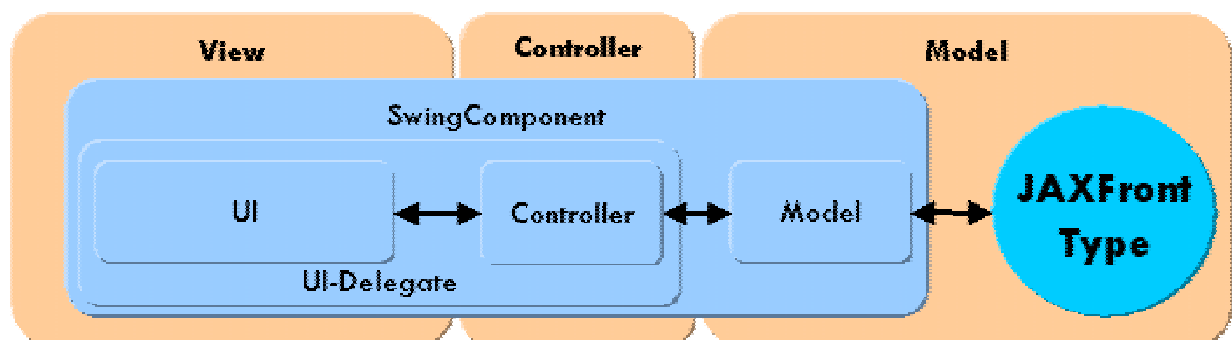 View
Controller
Model
SwingComponent
UI
Controller
Model
JAXFront
Type
UI-Delegate